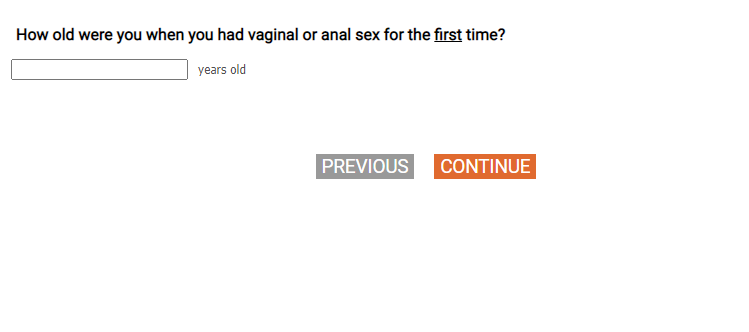 How old were you when you had vaginal or anal sex for the first time?
years old
PREVIOUS CONTINUE